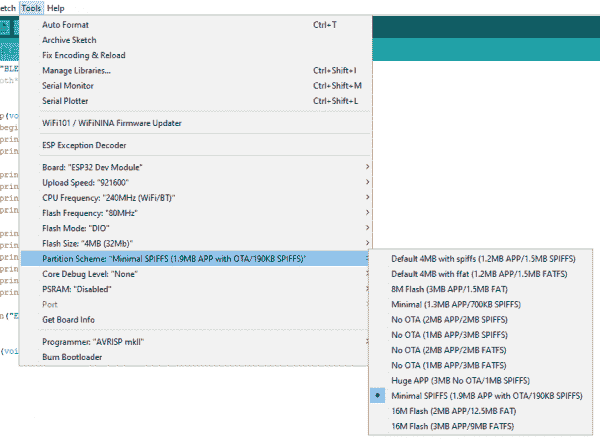 etch Tools Help
Auto Format Ctrl+T
Archive Sketch
Fix Encoding & Reload
Manage Libraries... Ctrl+Shift+I
Serial Monitor Ctrl+Shift+M
Serial Plotter Ctrl+Shift+L
WiFi101 / WiFiNINA Firmware Updater
ESP Exception Decoder
Board: "ESP32 Dev Module"
Upload Speed: "921600"
CPU Frequency: "240MHz (WiFi/BT)"
Flash Frequency: "80MHz"
Flash Mode: "DIO"
Flash Size: "4MB (32Mb)"
Partition Scheme: "Minimal SPIFFS (1.9MB APP with OTA/190KB SPIFFS)"
Core Debug Level: "None"
PSRAM: "Disabled"
Port
Get Board Info
Programmer: "AVRISP mkII"
Burn Bootloader
Default 4MB with spiffs (1.2MB APP/1.5MB SPIFFS)
Default 4MB with ffat (1.2MB APP/1.5MB FATFS)
8M Flash (3MB APP/1.5MB FAT)
Minimal (1.3MB APP/700KB SPIFFS)
No OTA (2MB APP/2MB SPIFFS)
No OTA (1MB APP/3MB SPIFFS)
No OTA (2MB APP/2MB FATFS)
No OTA (1MB APP/3MB FATFS)
Huge APP (3MB No OTA/1MB SPIFFS)
Minimal SPIFFS (1.9MB APP with OTA/190KB SPIFFS)
16M Flash (2MB APP/12.5MB FAT)
16M Flash (3MB APP/9MB FATFS)
"BLE
oth"
p(voi
begin
prin
prin
prin
prin
prin
prin
prin
prin
prin
prin
prin
n("E
(voi